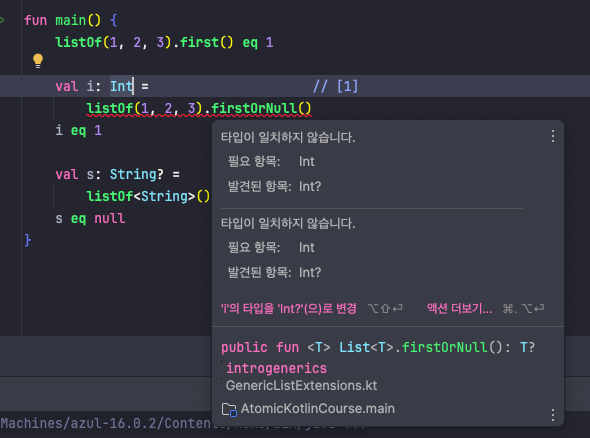 fun main() {
listOf(1, 2, 3).first() eq 1
val i: Int = // [1]
listOf(1, 2, 3).firstOrNull()
i eq 1
val s: String? =
listOf<String>()
s eq null
}
타입이 일치하지 않습니다.
필요 항목: Int
발견된 항목: Int?
타입이 일치하지 않습니다.
필요 항목: Int
발견된 항목: Int?
'i'의 타입을 'Int?'(으)로 변경 ⌥⇧⏎ 액션 더보기... ⌘. ⌥⏎
public fun <T> List<T>.firstOrNull(): T?
introgenerics
GenericListExtensions.kt
AtomicKotlinCourse.main
Machines/azul-16.0.2/Contents/Home/bin/java ...